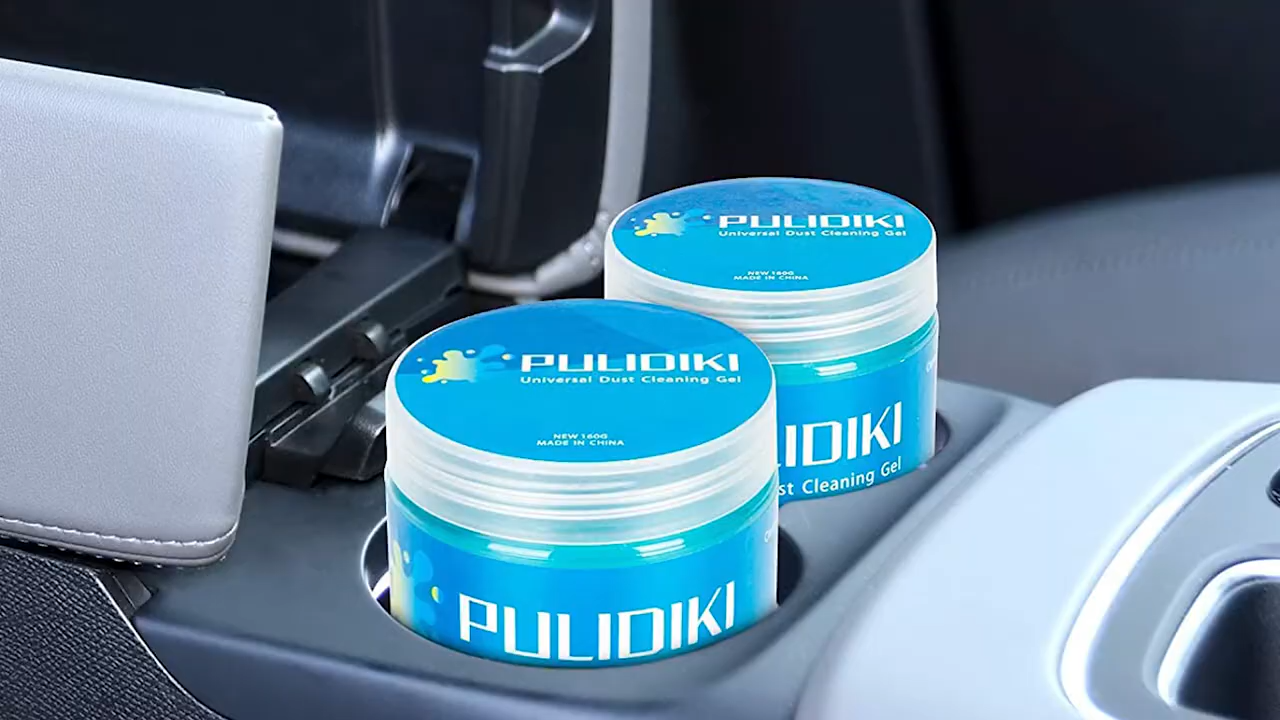 PULIDIKI
Universal Dust Cleaning Gel
NEW 160G
MADE IN CHINA
PULIDIKI
Universal Dust Cleaning Gel
NEW 160G
MADE IN CHINA
LIDIKI
st Cleaning Gel
PULIDIKI